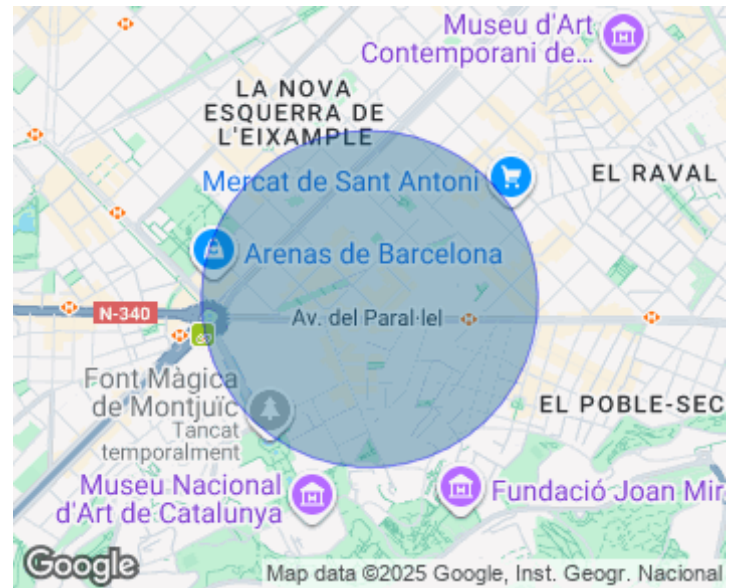 Museu d'Art
Contemporani de...
LA NOVA
ESQUERRA DE
L'EIXAMPLE
Mercat de Sant Antoni
EL RAVAL
Arenas de Barcelona
N-340
Av. del Paral·lel
Font Màgica
de Montjuïc
Tancat
temporalment
EL POBLE-SEC
Museu Nacional
d'Art de Catalunya
Fundació Joan Mir
Google
Map data ©2025 Google, Inst. Geogr. Nacional